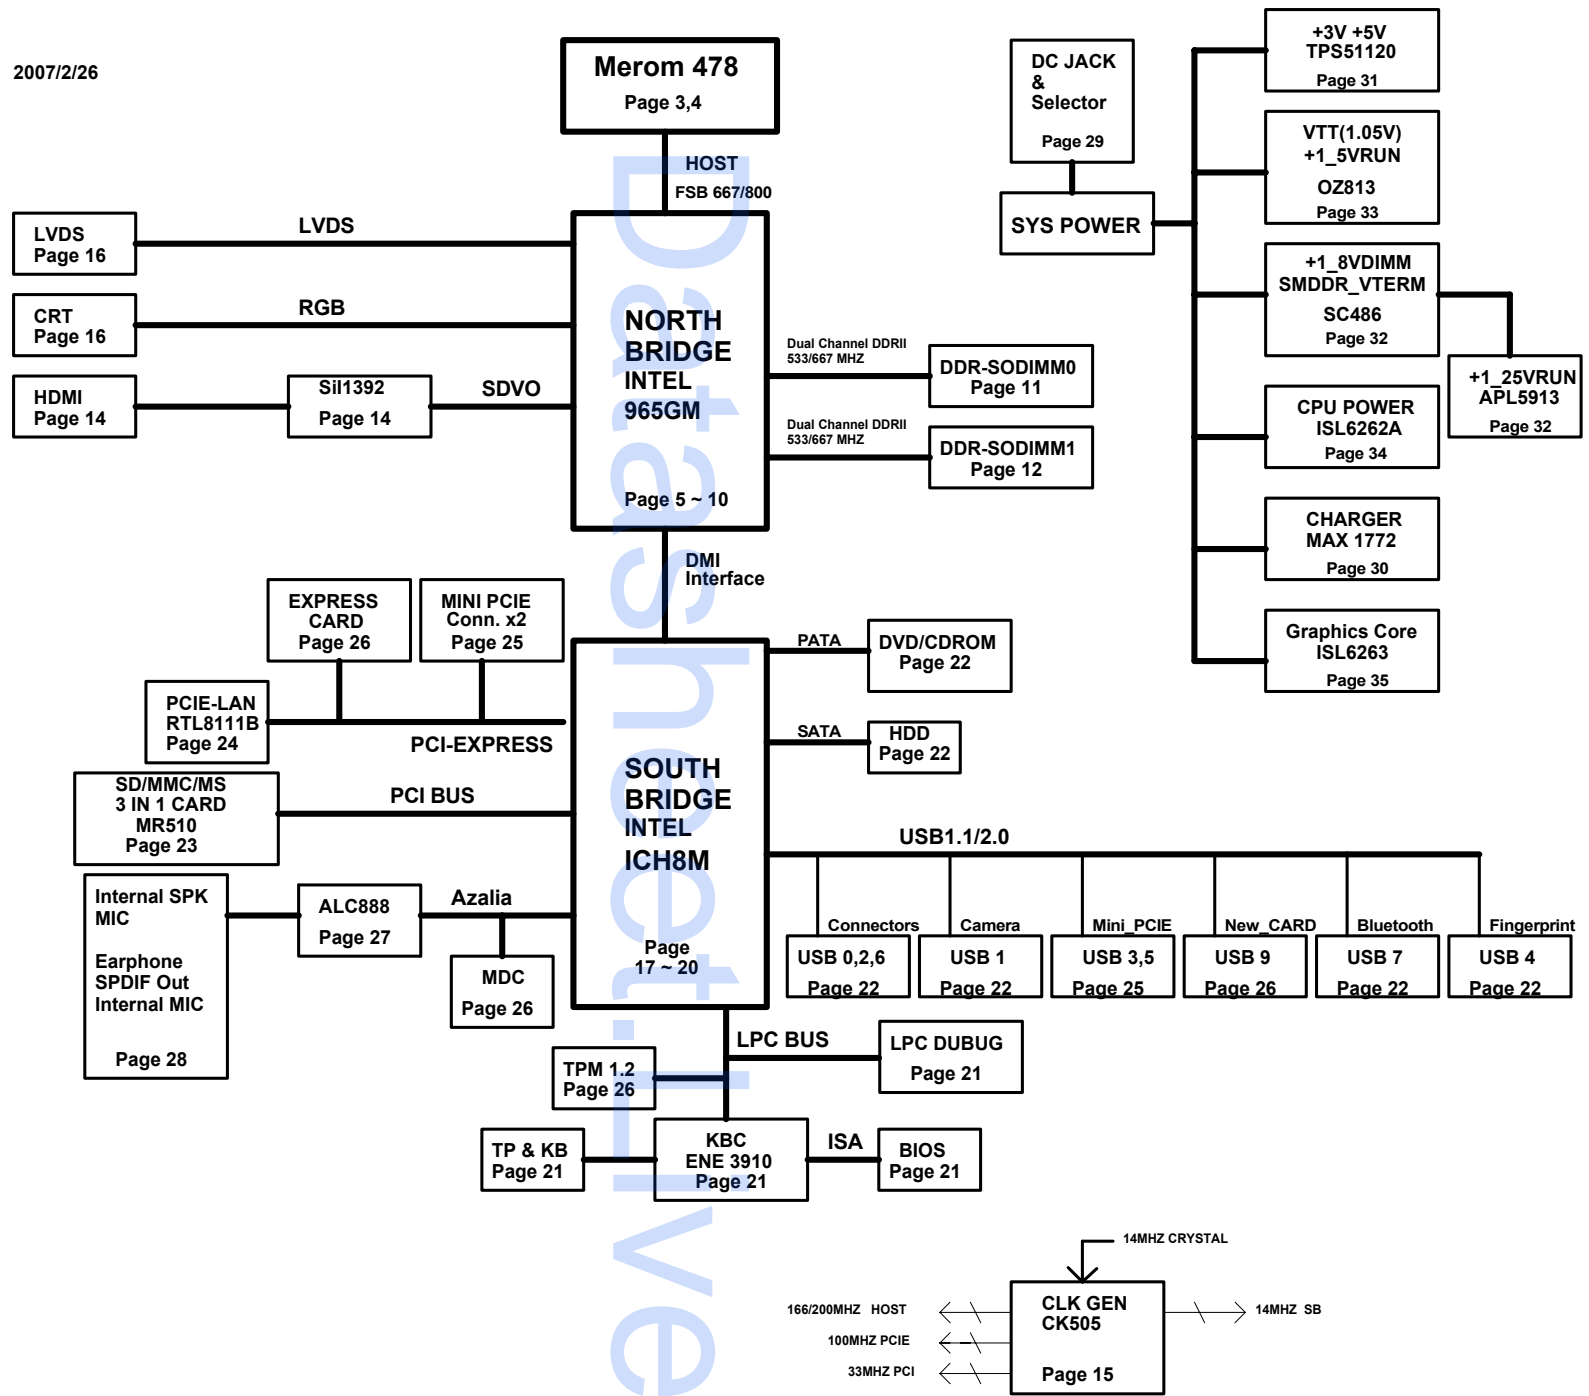 2007/2/26
Merom 478
Page 3,4
HOST
FSB 667/800
DC JACK
&
Selector
Page 29
SYS POWER
+3V +5V
TPS51120
Page 31
VTT(1.05V)
+1_5VRUN
OZ813
Page 33
+1_8VDIMM
SMDDR_VTERM
SC486
Page 32
+1_25VRUN
APL5913
Page 32
CPU POWER
ISL6262A
Page 34
CHARGER
MAX 1772
Page 30
Graphics Core
ISL6263
Page 35
LVDS
Page 16
LVDS
CRT
Page 16
RGB
HDMI
Page 14
SiI1392
Page 14
SDVO
NORTH
BRIDGE
INTEL
965GM
Page 5 ~ 10
Dual Channel DDRII
533/667 MHZ
DDR-SODIMM0
Page 11
Dual Channel DDRII
533/667 MHZ
DDR-SODIMM1
Page 12
DMI
Interface
EXPRESS
CARD
Page 26
MINI PCIE
Conn. x2
Page 25
PCIE-LAN
RTL8111B
Page 24
PCI-EXPRESS
SD/MMC/MS
3 IN 1 CARD
MR510
Page 23
PCI BUS
Internal SPK
MIC
Earphone
SPDIF Out
Internal MIC
Page 28
ALC888
Page 27
Azalia
MDC
Page 26
SOUTH
BRIDGE
INTEL
ICH8M
Page
17 ~ 20
PATA
DVD/CDROM
Page 22
SATA
HDD
Page 22
USB1.1/2.0
Connectors
USB 0,2,6
Page 22
Camera
USB 1
Page 22
Mini_PCIE
USB 3,5
Page 25
New_CARD
USB 9
Page 26
Bluetooth
USB 7
Page 22
Fingerprint
USB 4
Page 22
LPC BUS
LPC DUBUG
Page 21
TPM 1.2
Page 26
TP & KB
Page 21
KBC
ENE 3910
Page 21
ISA
BIOS
Page 21
14MHZ CRYSTAL
166/200MHZ HOST
100MHZ PCIE
33MHZ PCI
CLK GEN
CK505
Page 15
14MHZ SB
Datasheet.Live